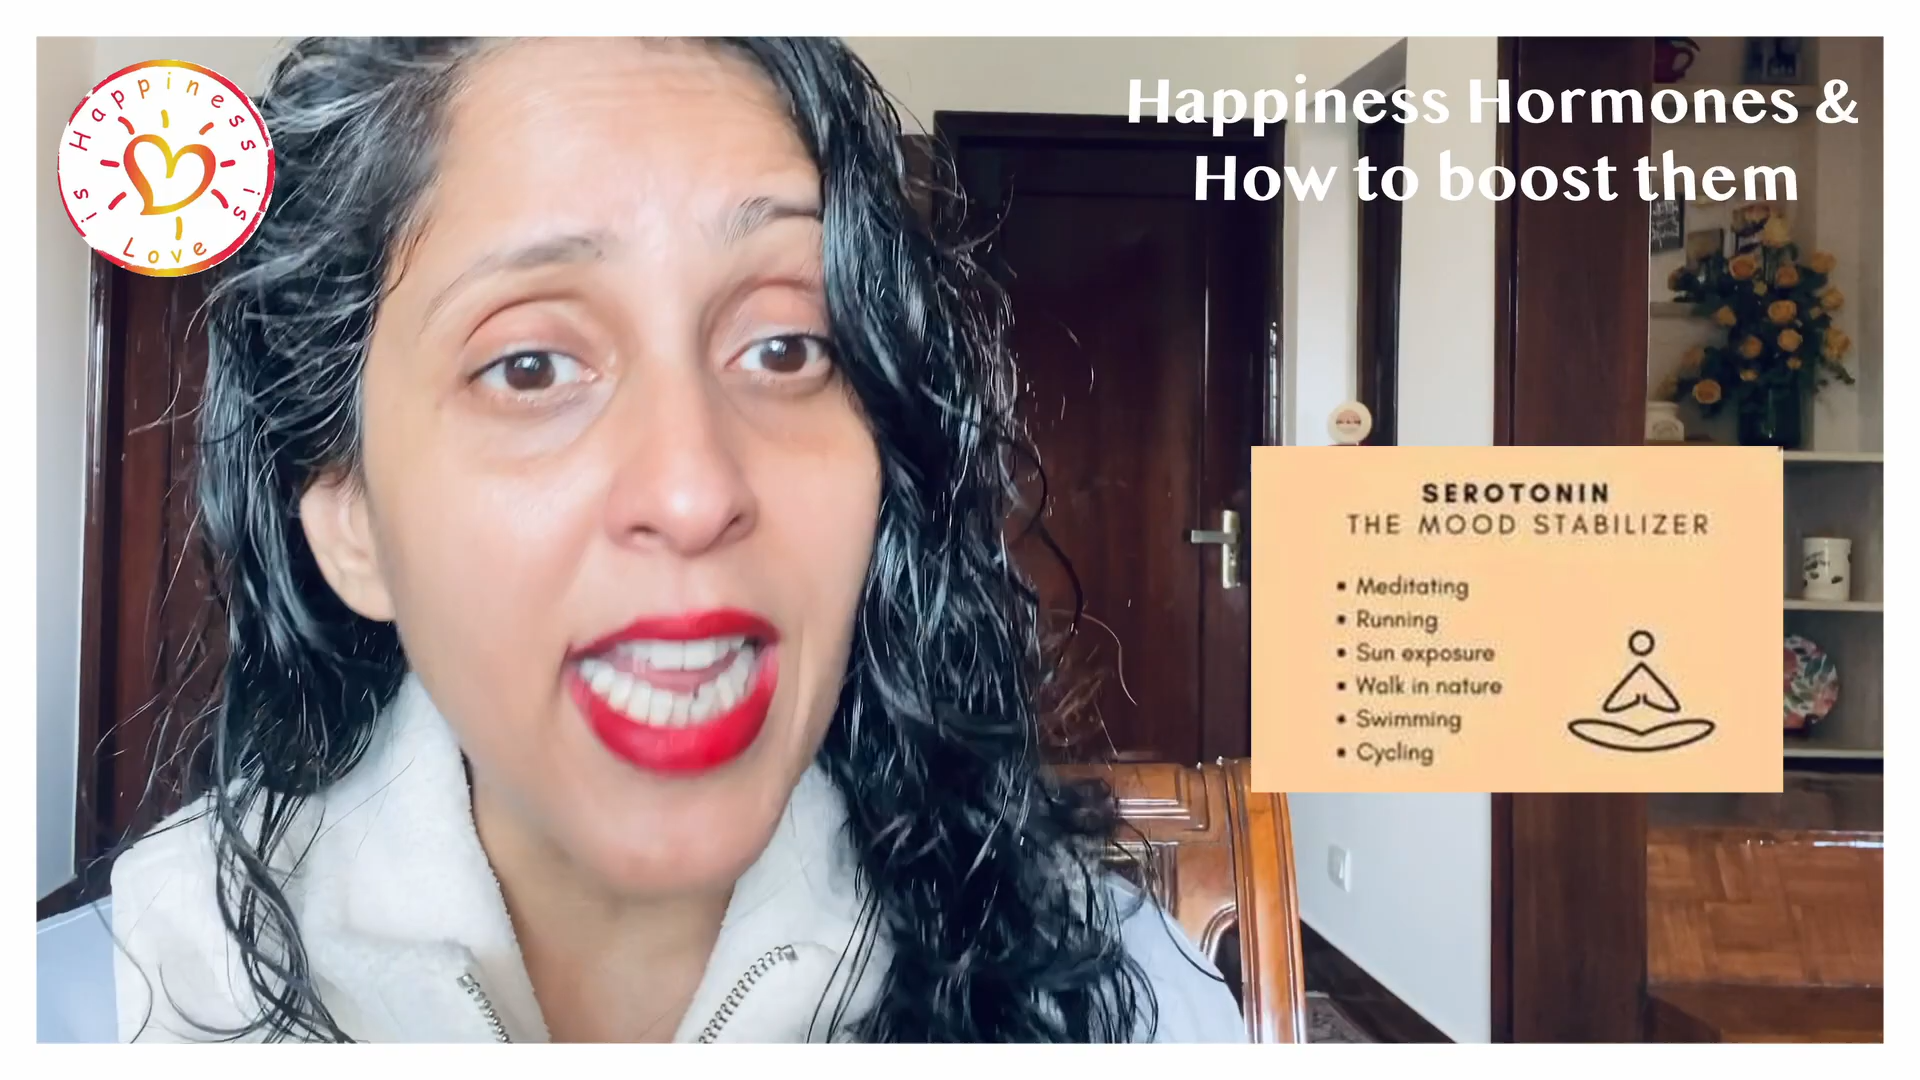 Happiness is is Love
Happiness Hormones &
How to boost them
SEROTONIN
THE MOOD STABILIZER
Meditating
Running
Sun exposure
Walk in nature
Swimming
Cycling